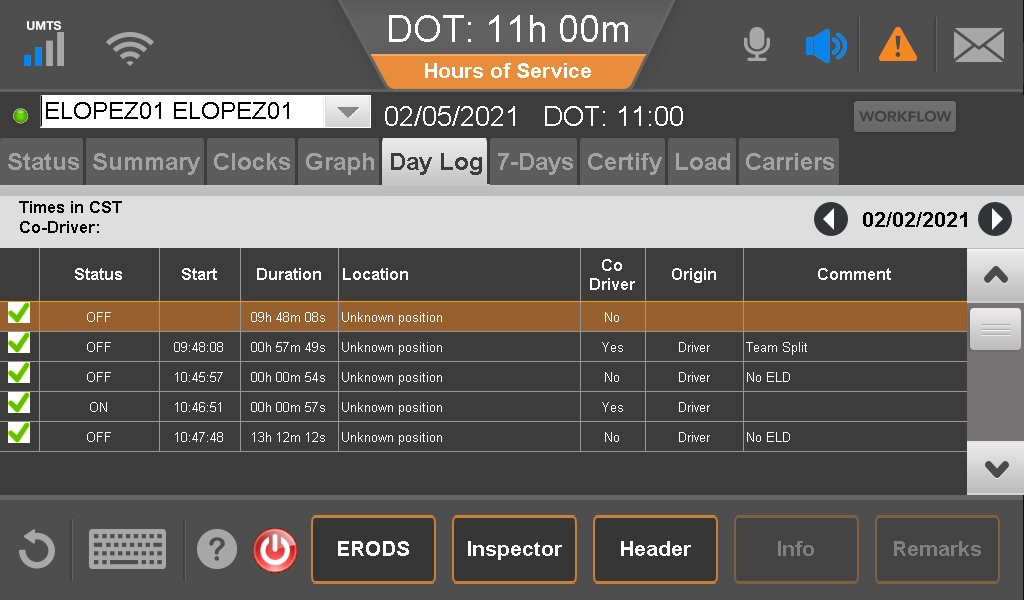 UMTS
DOT: 11h 00m
Hours of Service
ELOPEZ01 ELOPEZ01 02/05/2021 DOT: 11:00 WORKFLOW
Status Summary Clocks Graph Day Log 7-Days Certify Load Carriers
Times in CST
Co-Driver:
02/02/2021
Status Start Duration Location Co Driver Origin Comment
OFF 09h 48m 08s Unknown position No
OFF 09:48:08 00h 57m 49s Unknown position Yes Driver Team Split
OFF 10:45:57 00h 00m 54s Unknown position No Driver No ELD
ON 10:46:51 00h 00m 57s Unknown position Yes Driver
OFF 10:47:48 13h 12m 12s Unknown position No Driver No ELD
? ERODS Inspector Header Info Remarks